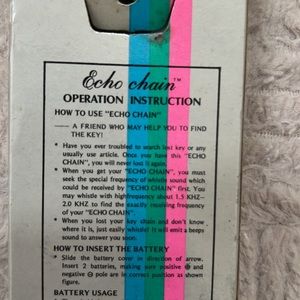 Echo chain™
OPERATION INSTRUCTION
HOW TO USE "ECHO CHAIN"
—— A FRIEND WHO MAY HELP YOU TO FIND
THE KEY!
• Have you ever troubled to search lost key or any
usually use article. Once you have this "ECHO
CHAIN", you will never lost it again.
• When you get your "ECHO CHAIN", you must
seek the special frequency of whistle sound which
could be received by "ECHO CHAIN" first. You
may whistle with high frequency about 1.5 KHZ–
2.0 KHZ to find the exactly receiving frequency
of your "ECHO CHAIN".
• When you lost your key chain and don't know
where it is, just easily whistle! It will emit a beeps
sound to answer you soon!
HOW TO INSERT THE BATTERY
• Slide the battery cover in direction of arrow.
Insert 2 batteries, making sure positive ⊕ and
negative ⊖ pole are in correct position as shown
figure.
BATTERY USAGE